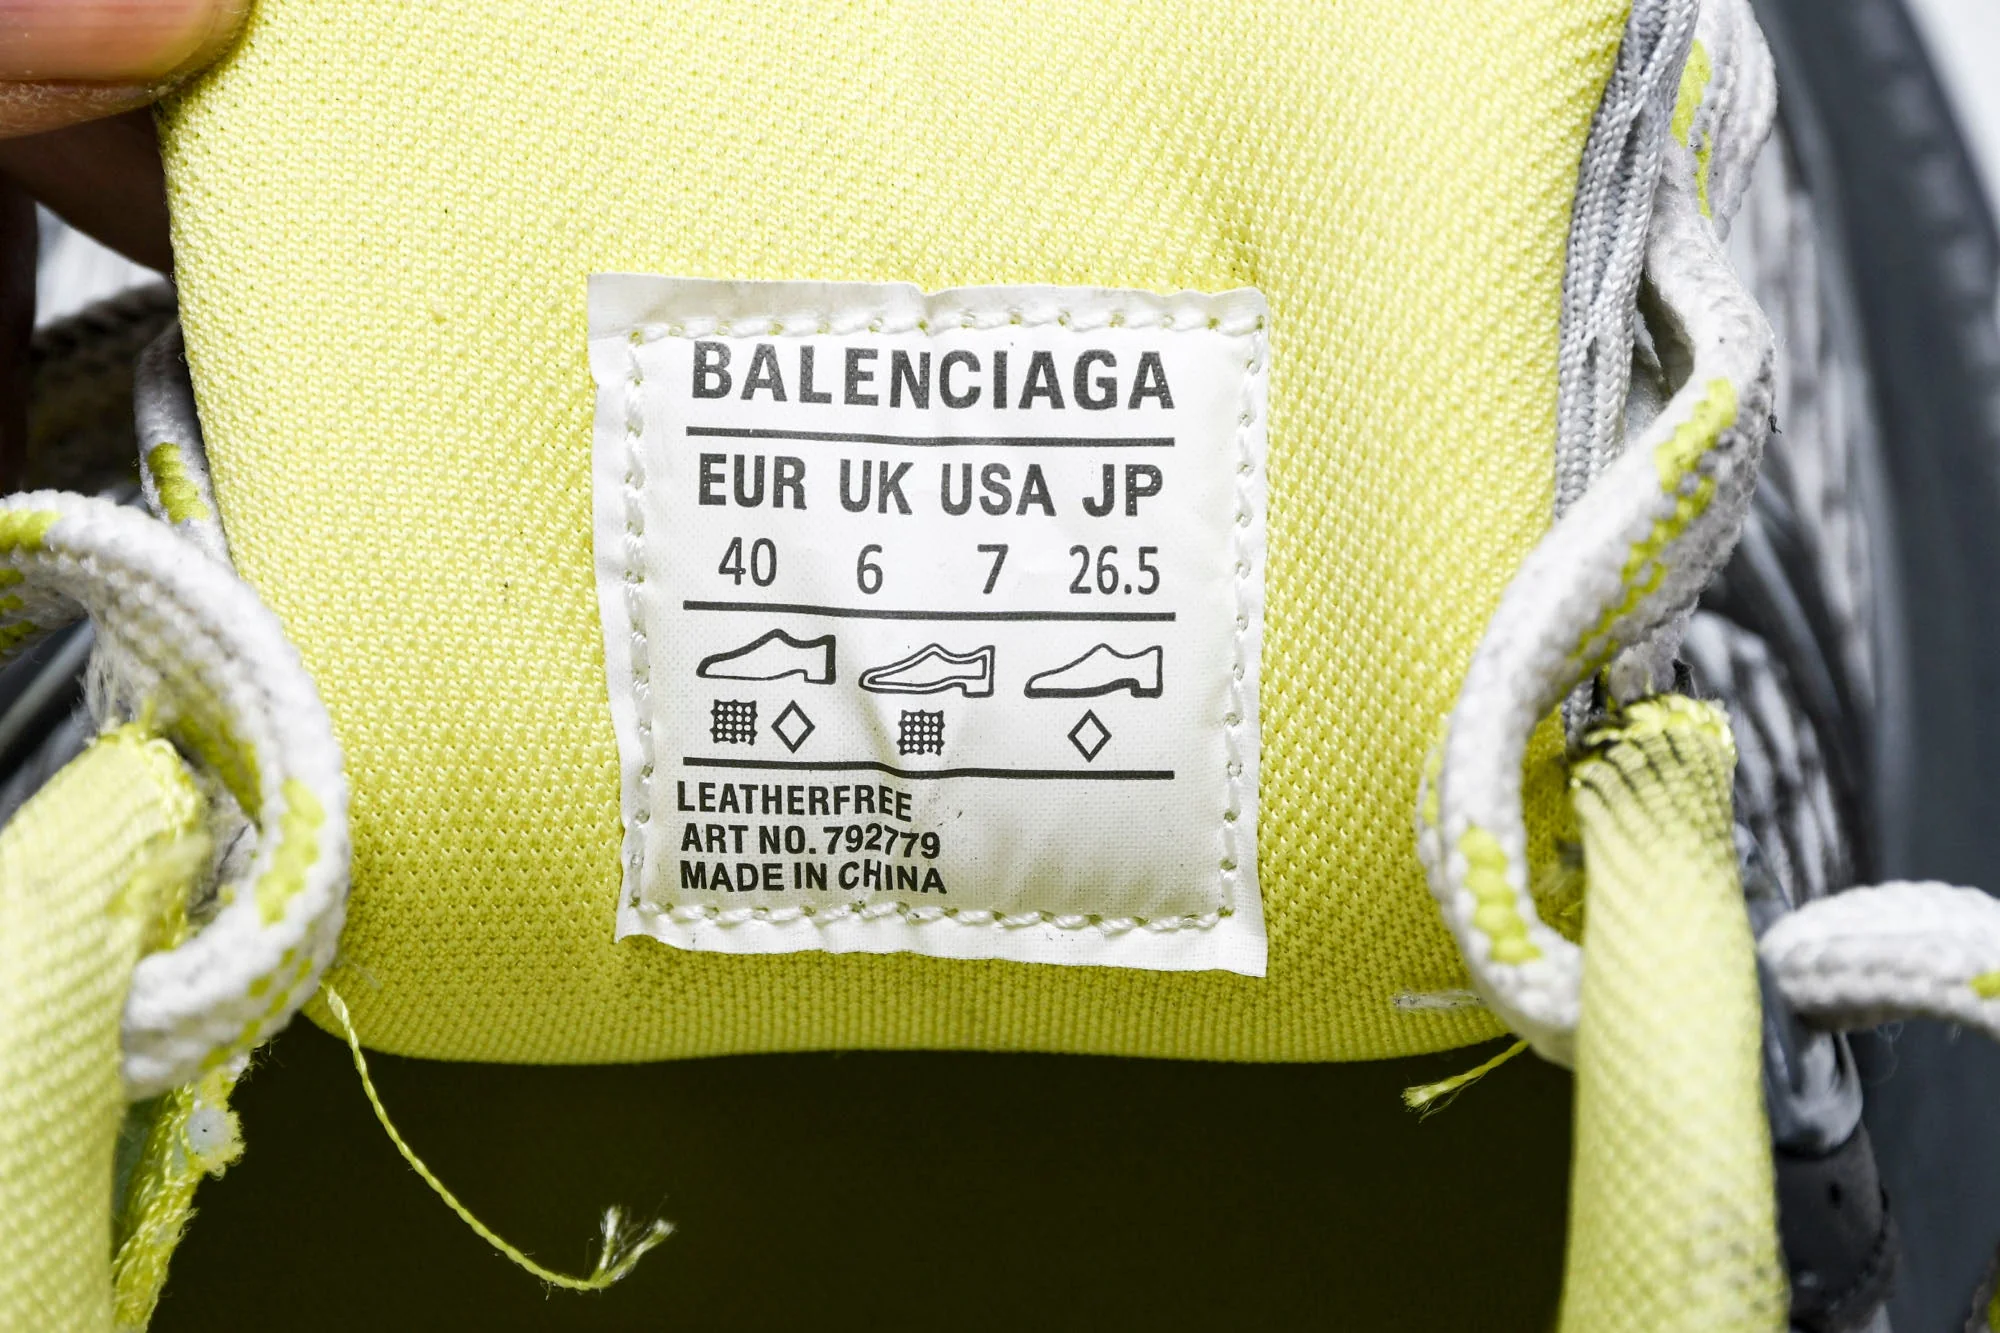 BALENCIAGA
EUR UK USA JP
40 6 7 26.5
LEATHERFREE
ART NO. 792779
MADE IN CHINA